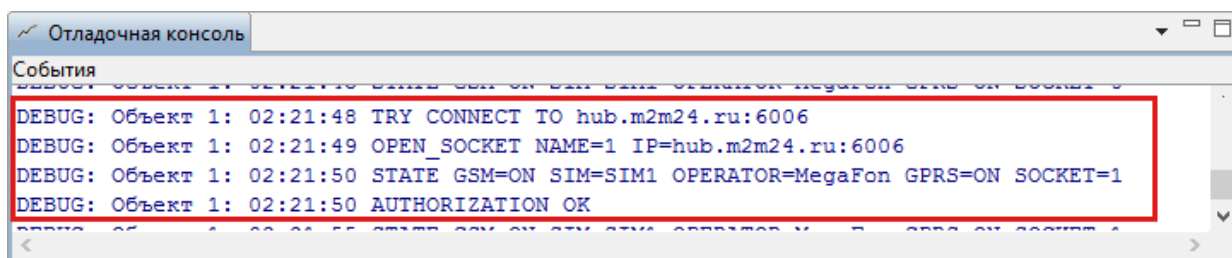 Отладочная консоль
События
DEBUG: Объект 1: 02:21:48 TRY CONNECT TO hub.m2m24.ru:6006
DEBUG: Объект 1: 02:21:49 OPEN_SOCKET NAME=1 IP=hub.m2m24.ru:6006
DEBUG: Объект 1: 02:21:50 STATE GSM=ON SIM=SIM1 OPERATOR=MegaFon GPRS=ON SOCKET=1
DEBUG: Объект 1: 02:21:50 AUTHORIZATION OK